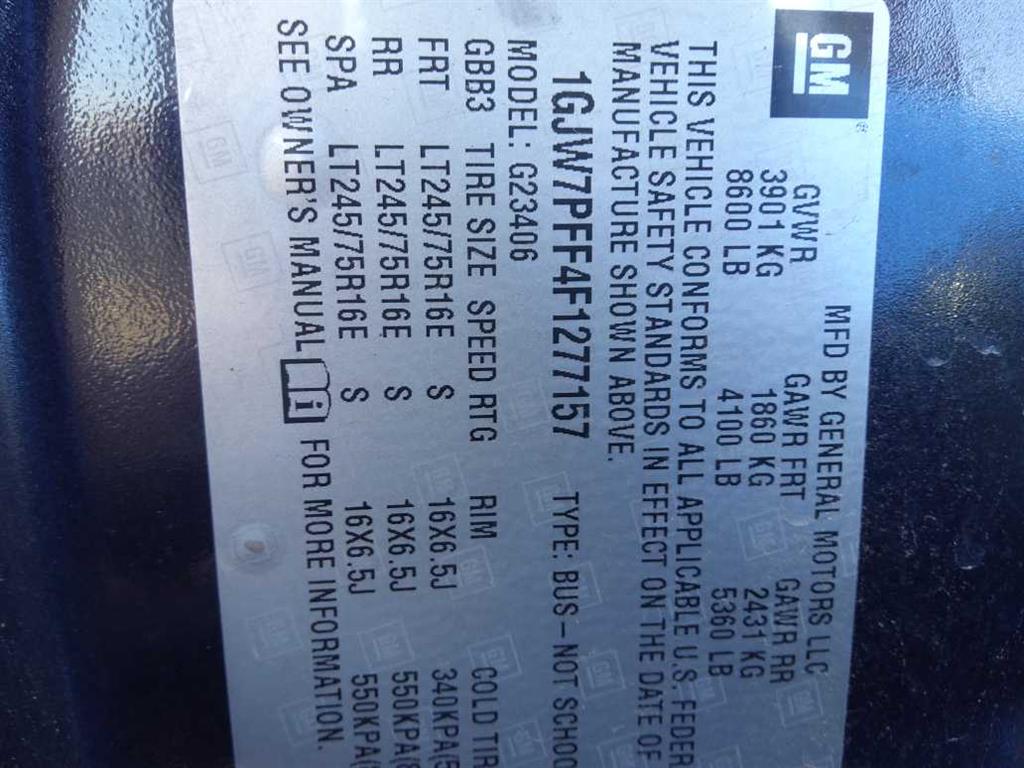 GM®
MFD BY GENERAL MOTORS LLC
GVWR GAWR FRT GAWR RR
3901 KG 1860 KG 2431 KG
8600 LB 4100 LB 5360 LB
THIS VEHICLE CONFORMS TO ALL APPLICABLE U.S. FEDER
VEHICLE SAFETY STANDARDS IN EFFECT ON THE DATE OF
MANUFACTURE SHOWN ABOVE.
1GJW7PFF4F1277157 TYPE: BUS-NOT SCHOO
MODEL: G23406
GBB3 TIRE SIZE SPEED RTG RIM COLD TIR
FRT LT245/75R16E S 16X6.5J 340KPA(5
RR LT245/75R16E S 16X6.5J 550KPA(8
SPA LT245/75R16E S 16X6.5J 550KPA(
SEE OWNER'S MANUAL i FOR MORE INFORMATION.